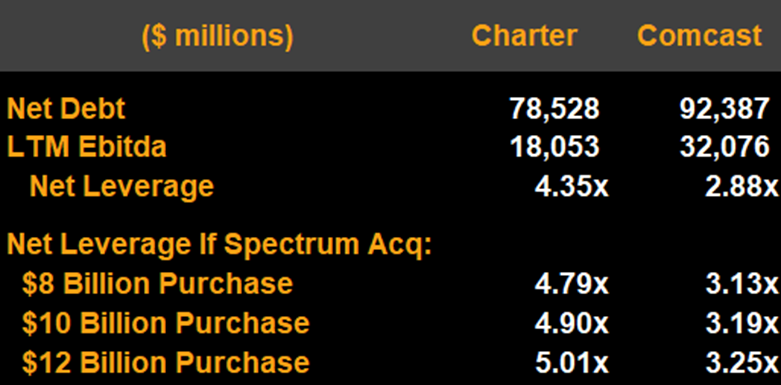 ($ millions) Charter Comcast
Net Debt 78,528 92,387
LTM Ebitda 18,053 32,076
Net Leverage 4.35x 2.88x
Net Leverage If Spectrum Acq:
$8 Billion Purchase 4.79x 3.13x
$10 Billion Purchase 4.90x 3.19x
$12 Billion Purchase 5.01x 3.25x